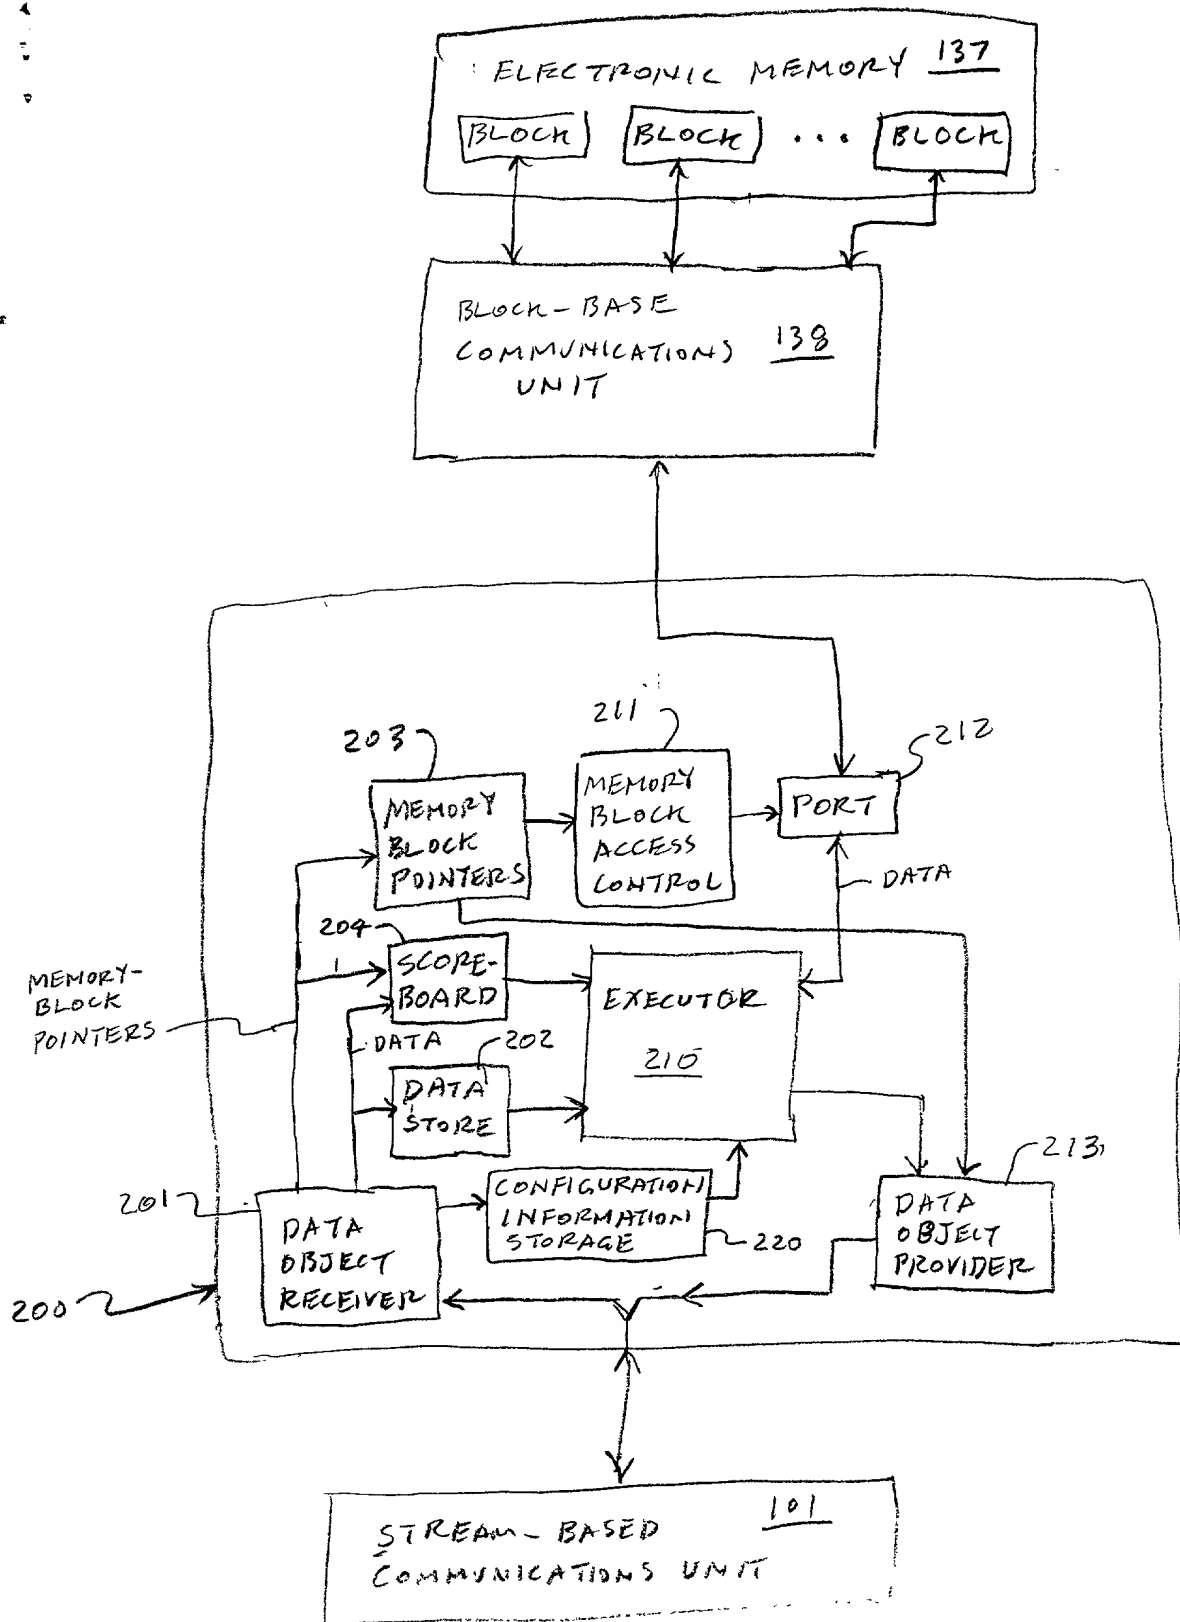 ELECTRONIC MEMORY 137
BLOCK BLOCK ... BLOCK
BLOCK-BASE
COMMUNICATIONS 138
UNIT
211
203
212
MEMORY
BLOCK
POINTERS
MEMORY
BLOCK
ACCESS
CONTROL
PORT
DATA
204
SCORE-
BOARD
EXECUTOR
210
MEMORY-
BLOCK
POINTERS
DATA
202
DATA
STORE
213
201
DATA
OBJECT
RECEIVER
CONFIGURATION
INFORMATION
STORAGE
220
DATA
OBJECT
PROVIDER
200
101
STREAM-BASED
COMMUNICATIONS UNIT